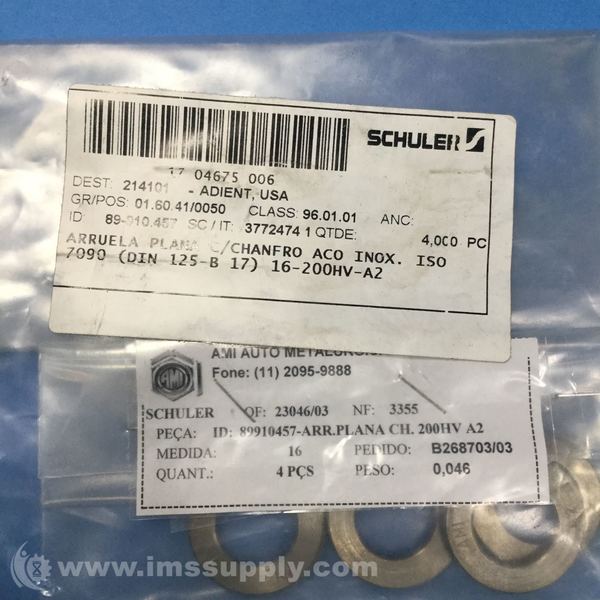 SCHULER
17 04675 006
DEST: 214101 - ADIENT, USA
GR/POS: 01.60.41/0050 CLASS: 96.01.01 ANC:
ID: 89-910.457 SC/IT: 3772474 1 QTDE: 4,000 PC
ARRUELA PLANA C/CHANFRO ACO INOX. ISO
7090 (DIN 125-B 17) 16-200HV-A2
AMI AUTO
AMI
Fone: (11) 2095-9888
SCHULER QF: 23046/03 NF: 3355
PEÇA: ID: 89910457-ARR.PLANA CH. 200HV A2
MEDIDA: 16 PEDIDO: B268703/03
QUANT.: 4 PÇS PESO: 0,046
AMI
© www.imssupply.com